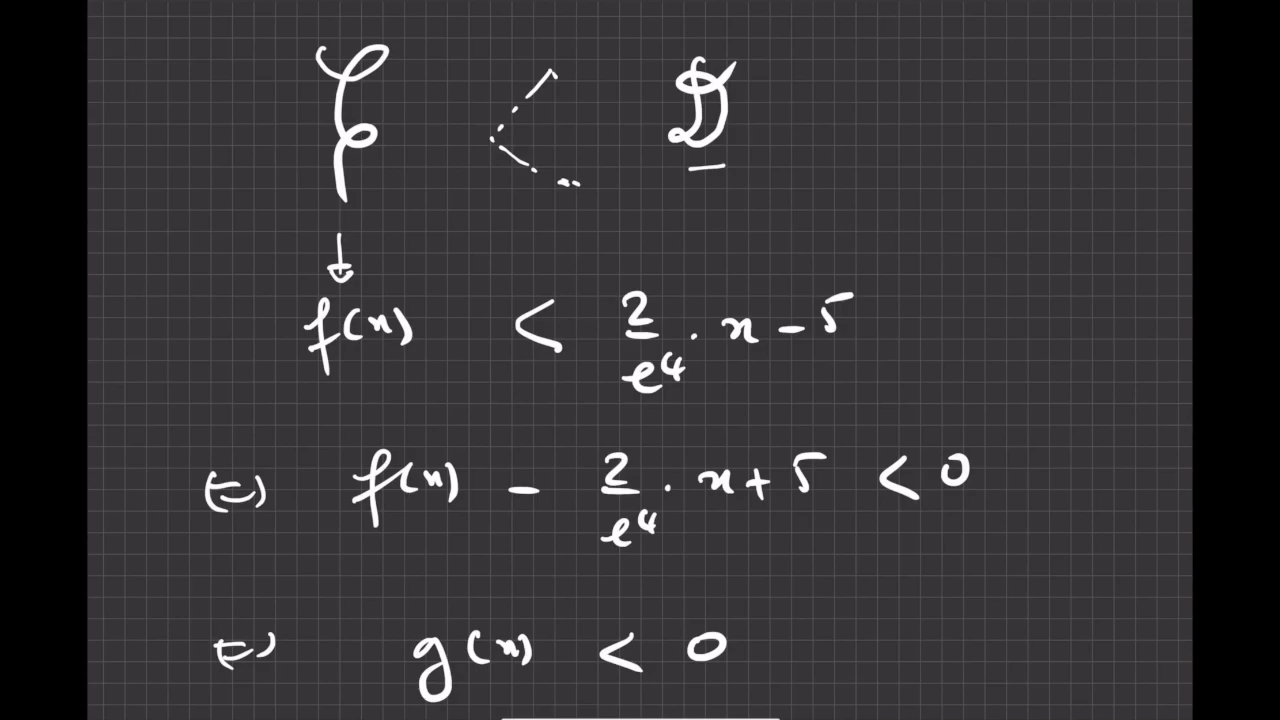 𝒞 < 𝒟
↓
f(x) < 2/e⁴ . x - 5
(=) f(x) - 2/e⁴ . x + 5 < 0
(=) g(x) < 0